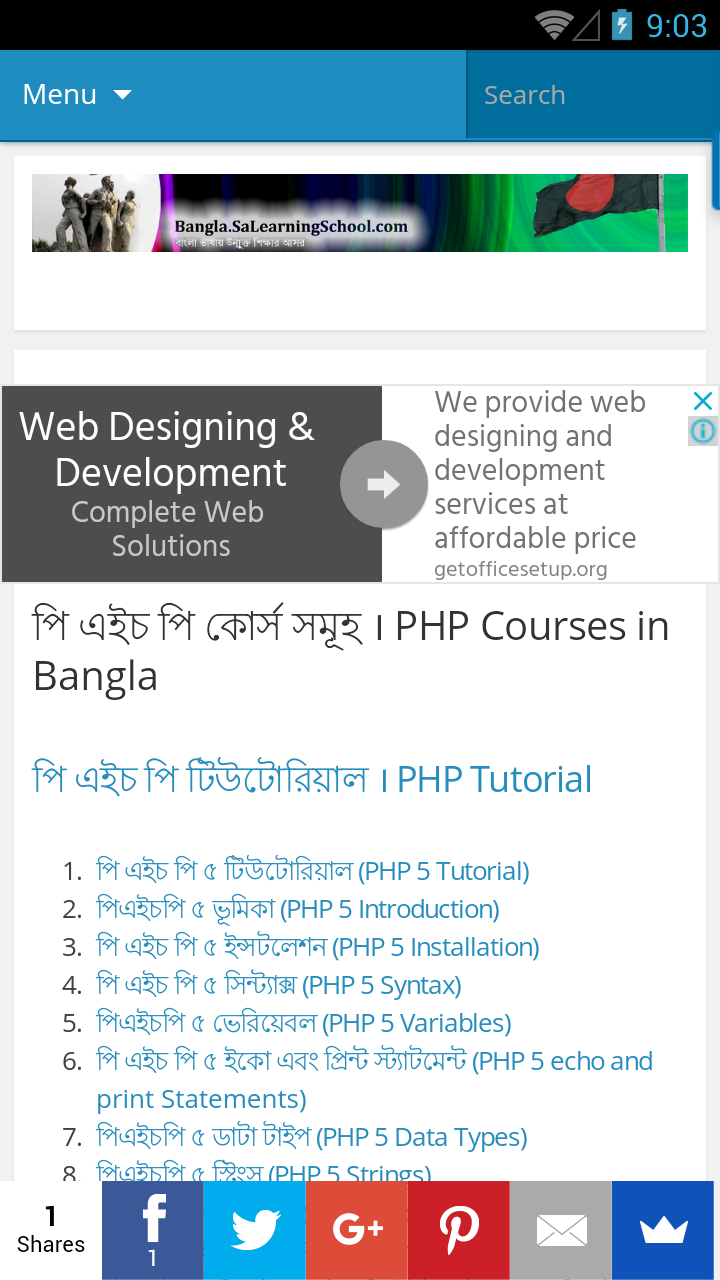 9:03
Menu
Search
Bangla.SaLearningSchool.com
বাংলা ভাষায় উন্মুক্ত শিক্ষার আসর
Web Designing &
Development
Complete Web
Solutions
We provide web
designing and
development
services at
affordable price
getofficesetup.org
পি এইচ পি কোর্স সমূহ । PHP Courses in
Bangla
পি এইচ পি টিউটোরিয়াল । PHP Tutorial
1. পি এইচ পি ৫ টিউটোরিয়াল (PHP 5 Tutorial)
2. পিএইচপি ৫ ভূমিকা (PHP 5 Introduction)
3. পি এইচ পি ৫ ইন্সটলেশন (PHP 5 Installation)
4. পি এইচ পি ৫ সিন্ট্যাক্স (PHP 5 Syntax)
5. পিএইচপি ৫ ভেরিয়েবল (PHP 5 Variables)
6. পি এইচ পি ৫ ইকো এবং প্রিন্ট স্ট্যাটমেন্ট (PHP 5 echo and
print Statements)
7. পিএইচপি ৫ ডাটা টাইপ (PHP 5 Data Types)
8. পিএইচপি ৫ স্ট্রিংস (PHP 5 Strings)
1
Shares
f
1
G+